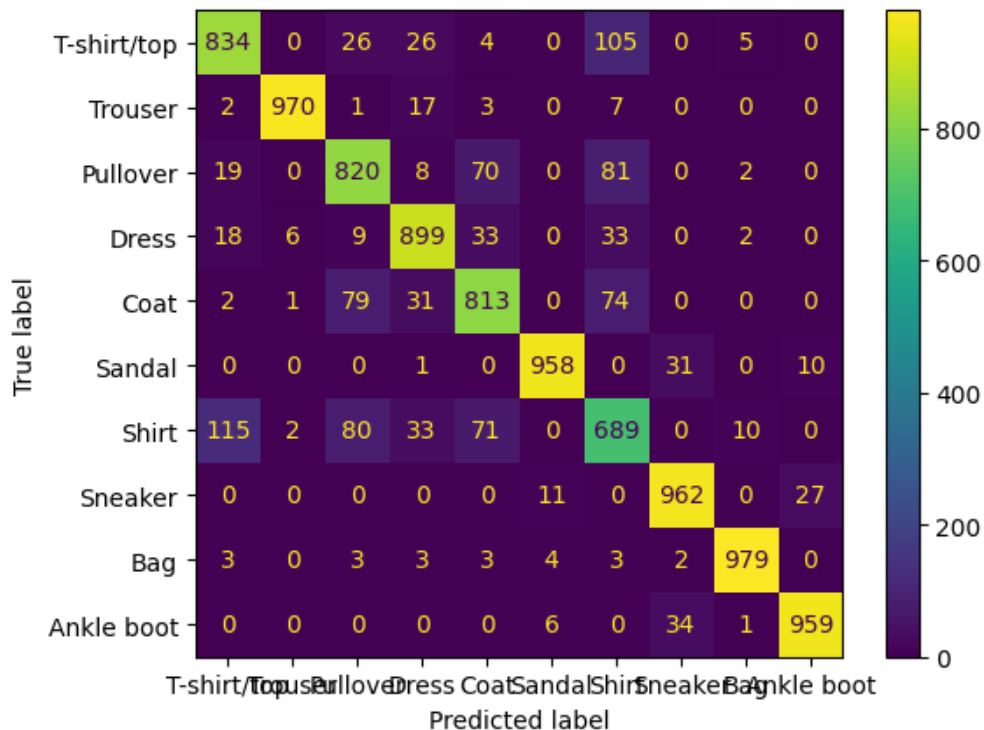 T-shirt/top 834 0 26 26 4 0 105 0 5 0
Trouser 2 970 1 17 3 0 7 0 0 0
800
Pullover 19 0 820 8 70 0 81 0 2 0
Dress 18 6 9 899 33 0 33 0 2 0
600
Coat 2 1 79 31 813 0 74 0 0 0
Sandal 0 0 0 1 0 958 0 31 0 10
400
Shirt 115 2 80 33 71 0 689 0 10 0
Sneaker 0 0 0 0 0 11 0 962 0 27
200
Bag 3 0 3 3 3 4 3 2 979 0
Ankle boot 0 0 0 0 0 6 0 34 1 959
0
True label
T-shirt/top Trouser Pullover Dress Coat Sandal Shirt Sneaker Bag Ankle boot
Predicted label